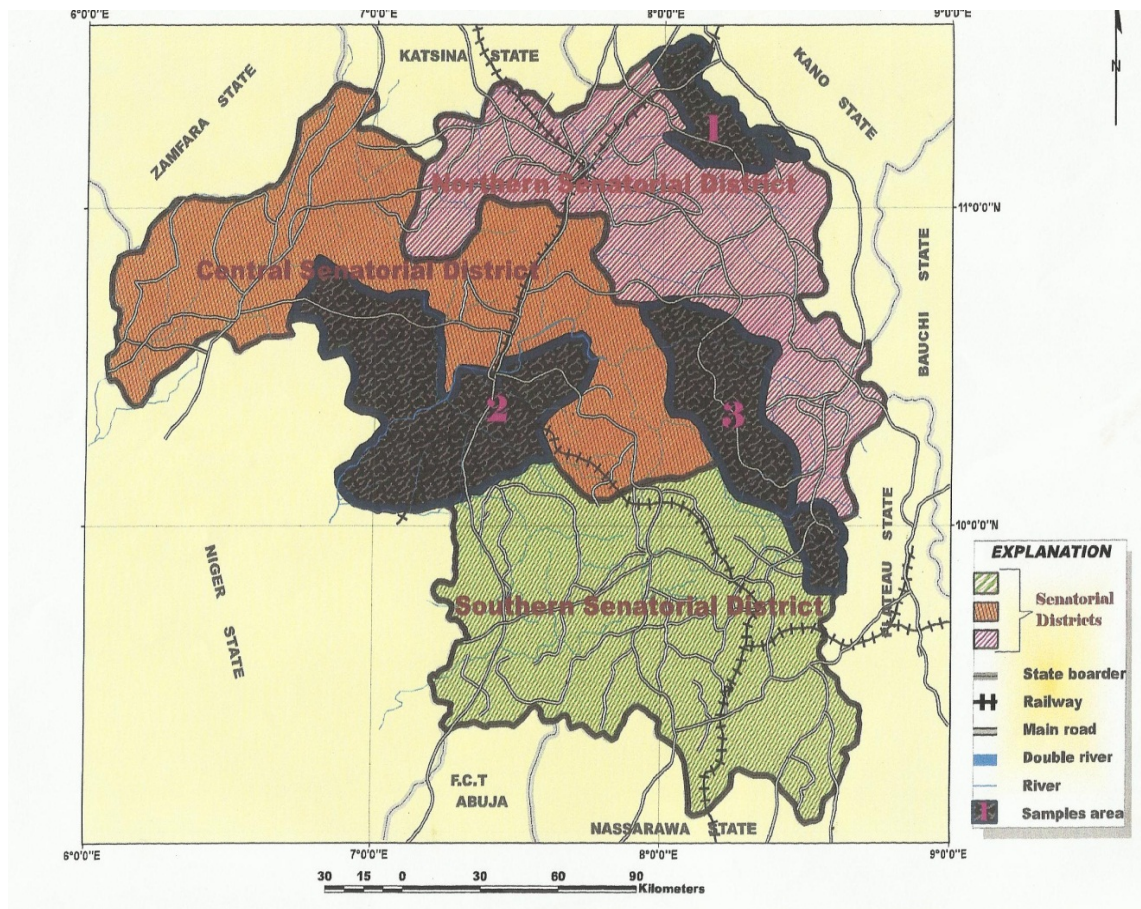 6°0'0"E 7°0'0"E 8°0'0"E 9°0'0"E
N
KATSINA STATE
KANO STATE
ZAMFARA STATE
1
Northern Senatorial District
11°0'0"N
Central Senatorial District
BAUCHI STATE
2
3
10°0'0"N
PLATEAU STATE
NIGER STATE
Southern Senatorial District
F.C.T
ABUJA
NASSARAWA STATE
6°0'0"E 7°0'0"E 8°0'0"E 9°0'0"E
30 15 0 30 60 90
Kilometers
EXPLANATION
Senatorial
Districts
State boarder
Railway
Main road
Double river
River
1
Samples area